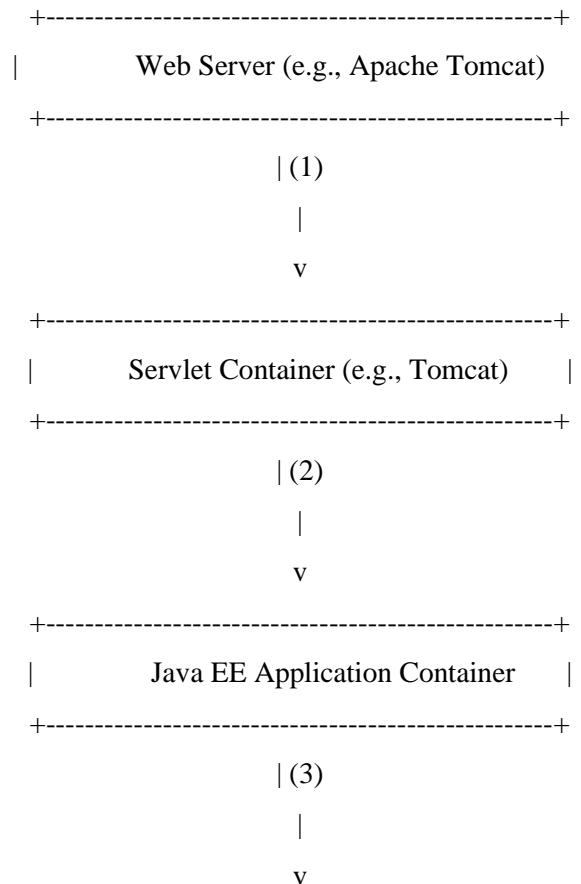 +--------------------------------------------------+
| Web Server (e.g., Apache Tomcat)
+--------------------------------------------------+
| (1)
|
v
+--------------------------------------------------+
| Servlet Container (e.g., Tomcat) |
+--------------------------------------------------+
| (2)
|
v
+--------------------------------------------------+
| Java EE Application Container |
+--------------------------------------------------+
| (3)
|
v